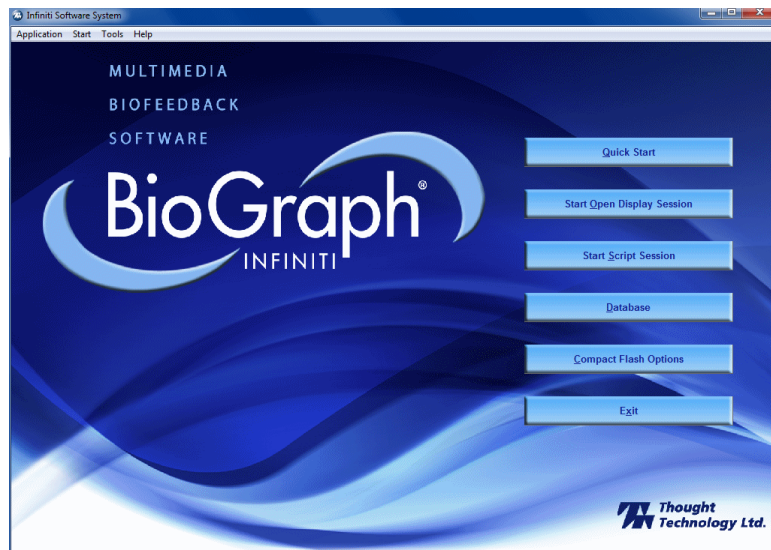 Infiniti Software System
Application Start Tools Help
MULTIMEDIA
BIOFEEDBACK
SOFTWARE
BioGraph®
INFINITI
Quick Start
Start Open Display Session
Start Script Session
Database
Compact Flash Options
Exit
Thought
Technology Ltd.